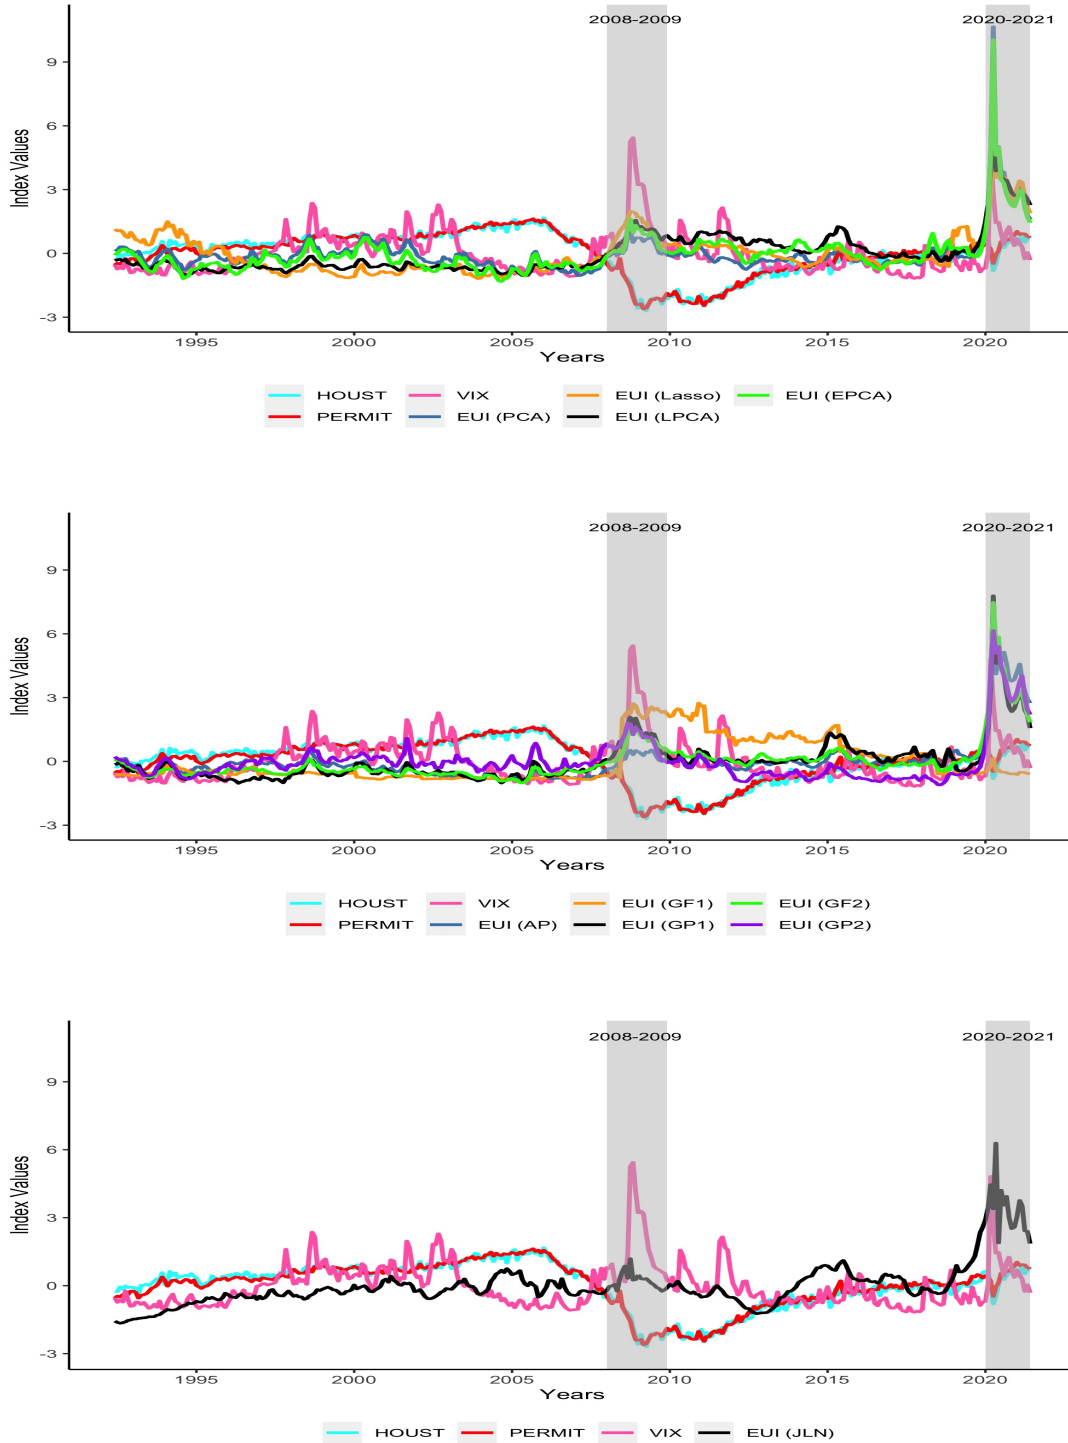 2008-2009 2020-2021
9
6
3
0
-3
Index Values
1995 2000 2005 2010 2015 2020
Years
HOUST VIX EUI (Lasso) EUI (EPCA)
PERMIT EUI (PCA) EUI (LPCA)
2008-2009 2020-2021
9
6
3
0
-3
Index Values
1995 2000 2005 2010 2015 2020
Years
HOUST VIX EUI (GF1) EUI (GF2)
PERMIT EUI (AP) EUI (GP1) EUI (GP2)
2008-2009 2020-2021
9
6
3
0
-3
Index Values
1995 2000 2005 2010 2015 2020
Years
HOUST PERMIT VIX EUI (JLN)